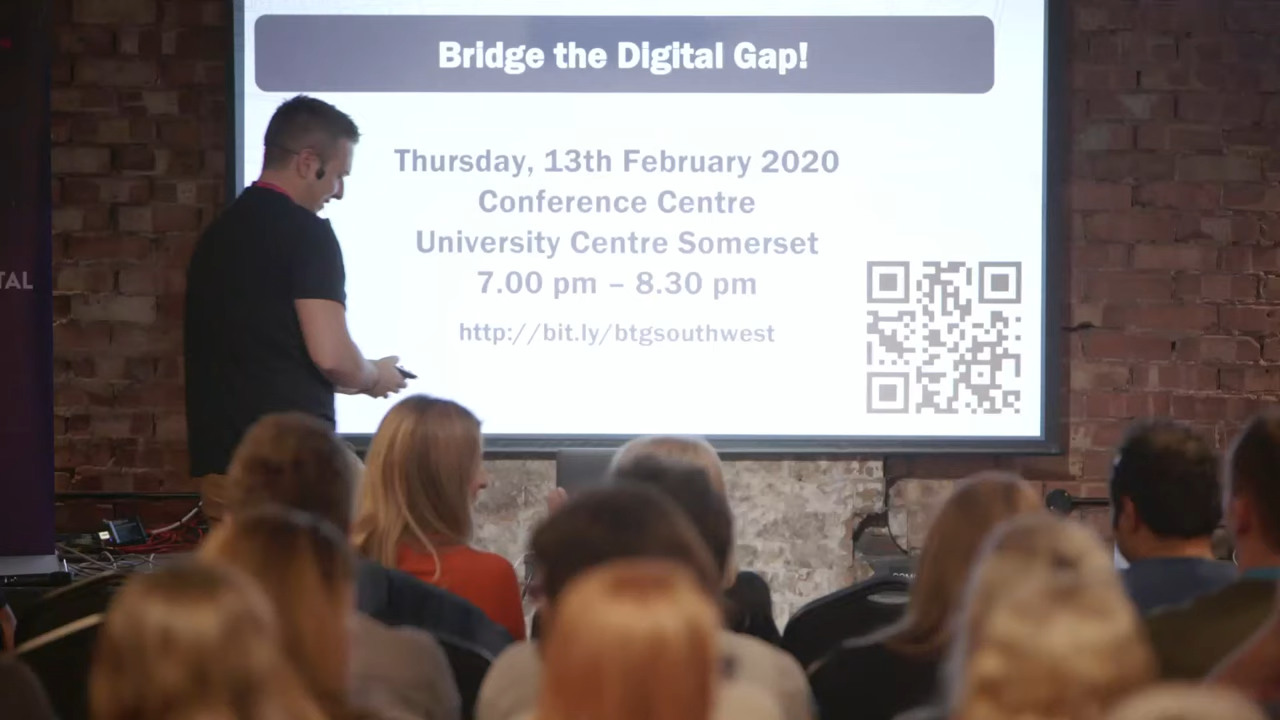 Bridge the Digital Gap!
Thursday, 13th February 2020
Conference Centre
University Centre Somerset
7.00 pm – 8.30 pm
http://bit.ly/btgsouthwest
TAL